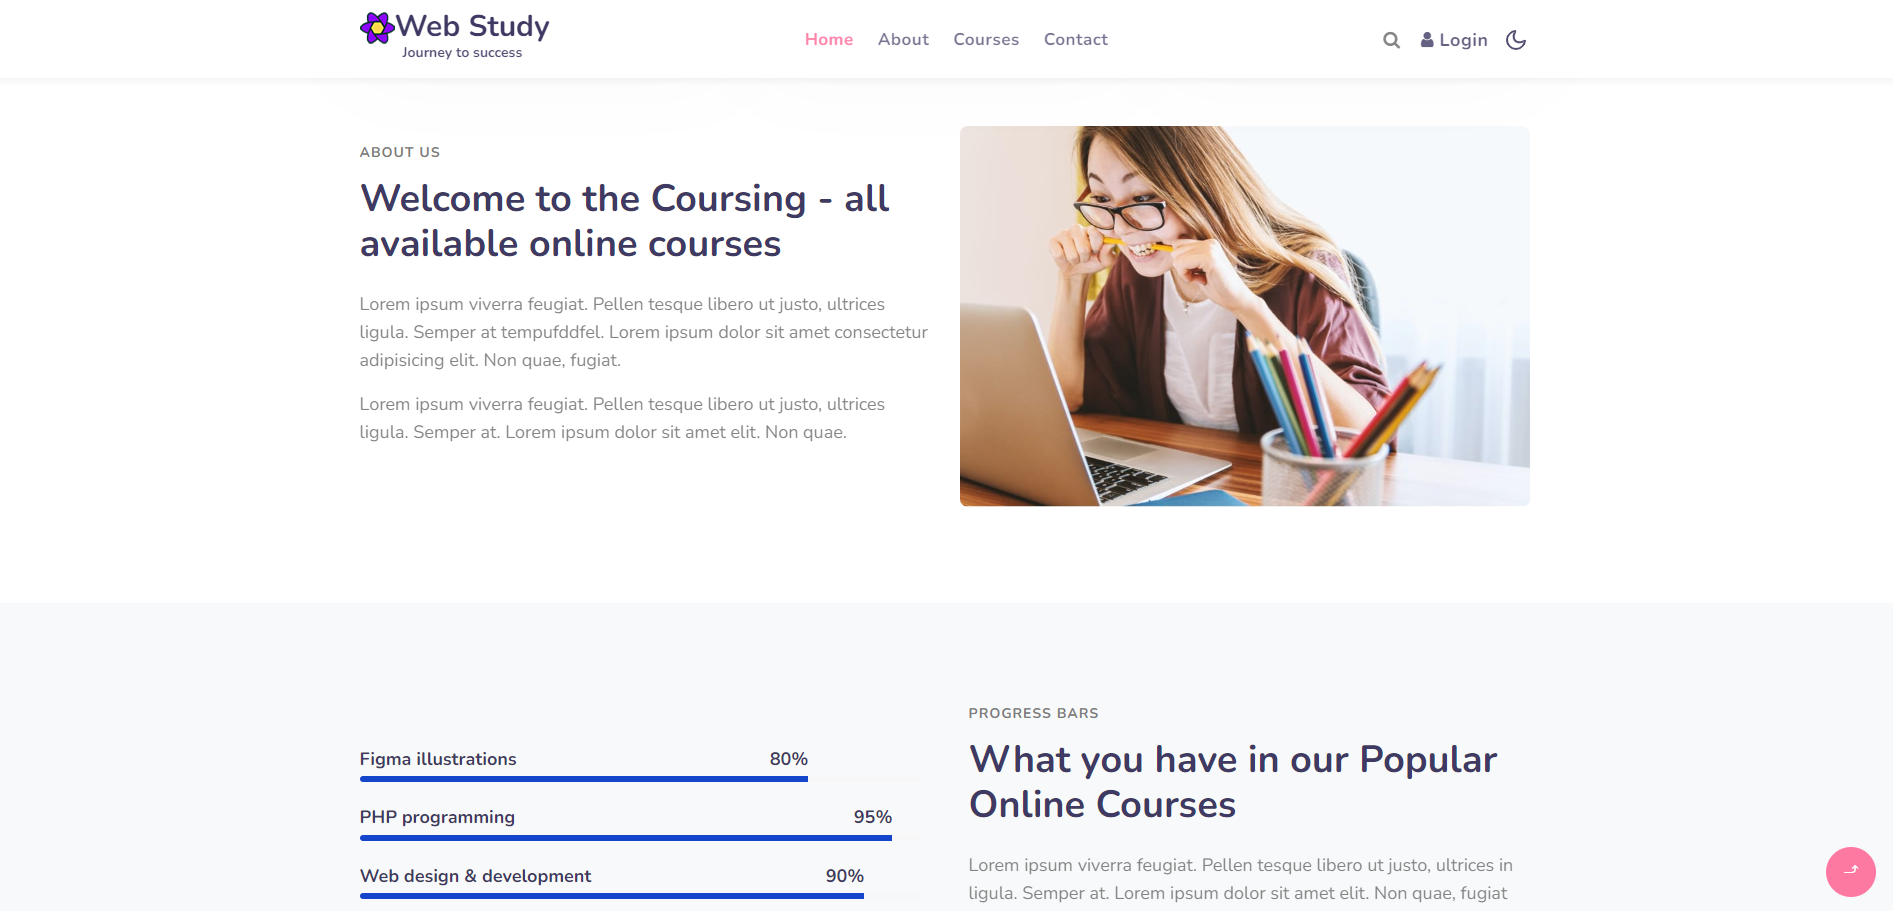 Web Study
Journey to success
Home About Courses Contact
Login
ABOUT US
Welcome to the Coursing - all
available online courses
Lorem ipsum viverra feugiat. Pellen tesque libero ut justo, ultrices
ligula. Semper at tempufddfel. Lorem ipsum dolor sit amet consectetur
adipisicing elit. Non quae, fugiat.
Lorem ipsum viverra feugiat. Pellen tesque libero ut justo, ultrices
ligula. Semper at. Lorem ipsum dolor sit amet elit. Non quae.
Figma illustrations 80%
PHP programming 95%
Web design & development 90%
PROGRESS BARS
What you have in our Popular
Online Courses
Lorem ipsum viverra feugiat. Pellen tesque libero ut justo, ultrices in
ligula. Semper at. Lorem ipsum dolor sit amet elit. Non quae, fugiat